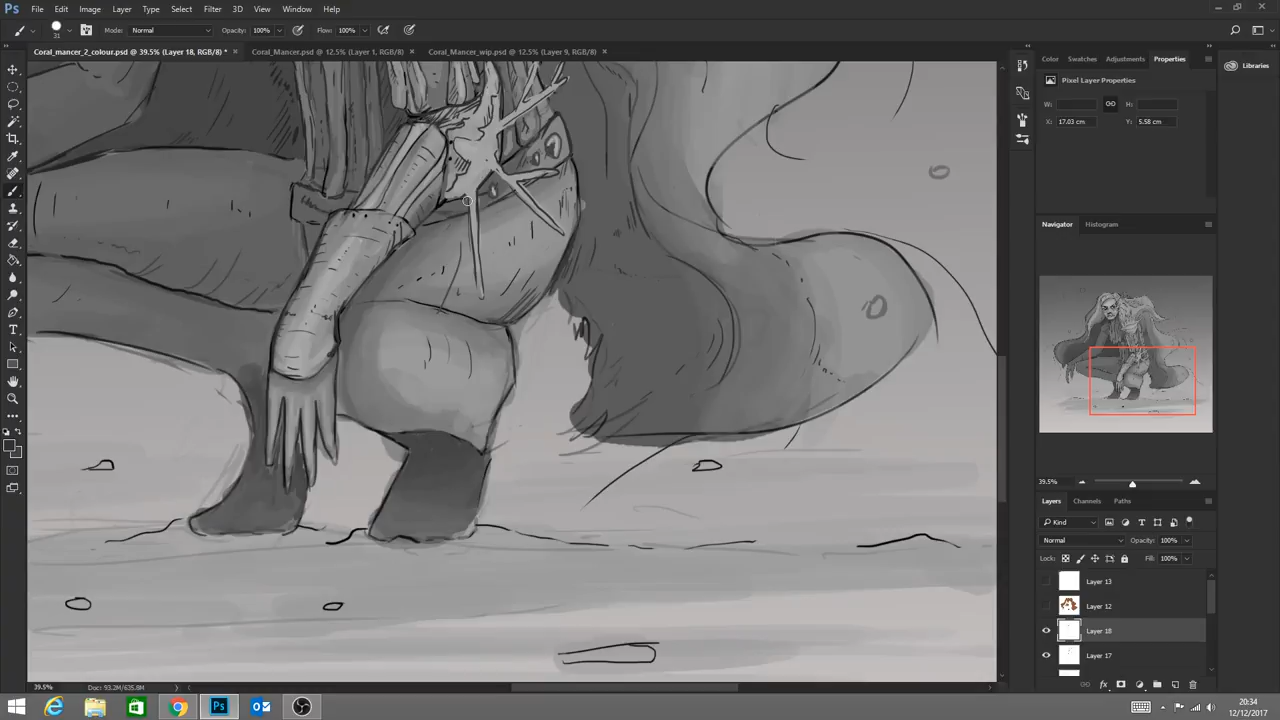 Ps File Edit Image Layer Type Select Filter 3D View Window Help
31 Mode: Normal Opacity: 100% Flow: 100%
Coral_mancer_2_colour.psd @ 39.5% (Layer 18, RGB/8) * × Coral_Mancer.psd @ 12.5% (Layer 1, RGB/8) × Coral_Mancer_wip.psd @ 12.5% (Layer 9, RGB/8) ×
Color Swatches Adjustments Properties
Libraries
Pixel Layer Properties
W: H:
X: 17.03 cm Y: 5.58 cm
Navigator Histogram
39.5%
Layers Channels Paths
Kind
Normal Opacity: 100%
Lock: Fill: 100%
Layer 13
Layer 12
Layer 18
Layer 17
39.5% Doc: 93.2M/635.8M
20:34
12/12/2017